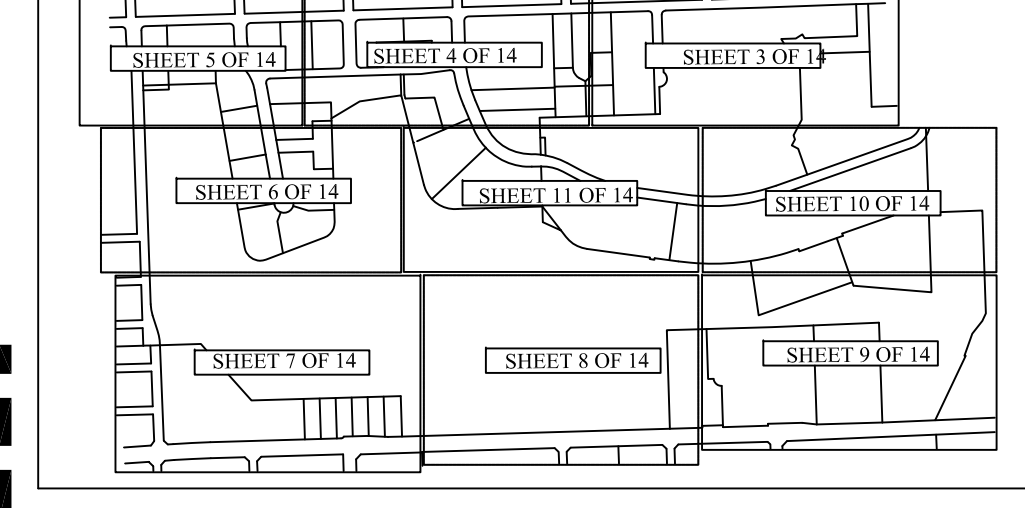 SHEET 5 OF 14
SHEET 4 OF 14
SHEET 3 OF 14
SHEET 6 OF 14
SHEET 11 OF 14
SHEET 10 OF 14
SHEET 7 OF 14
SHEET 8 OF 14
SHEET 9 OF 14